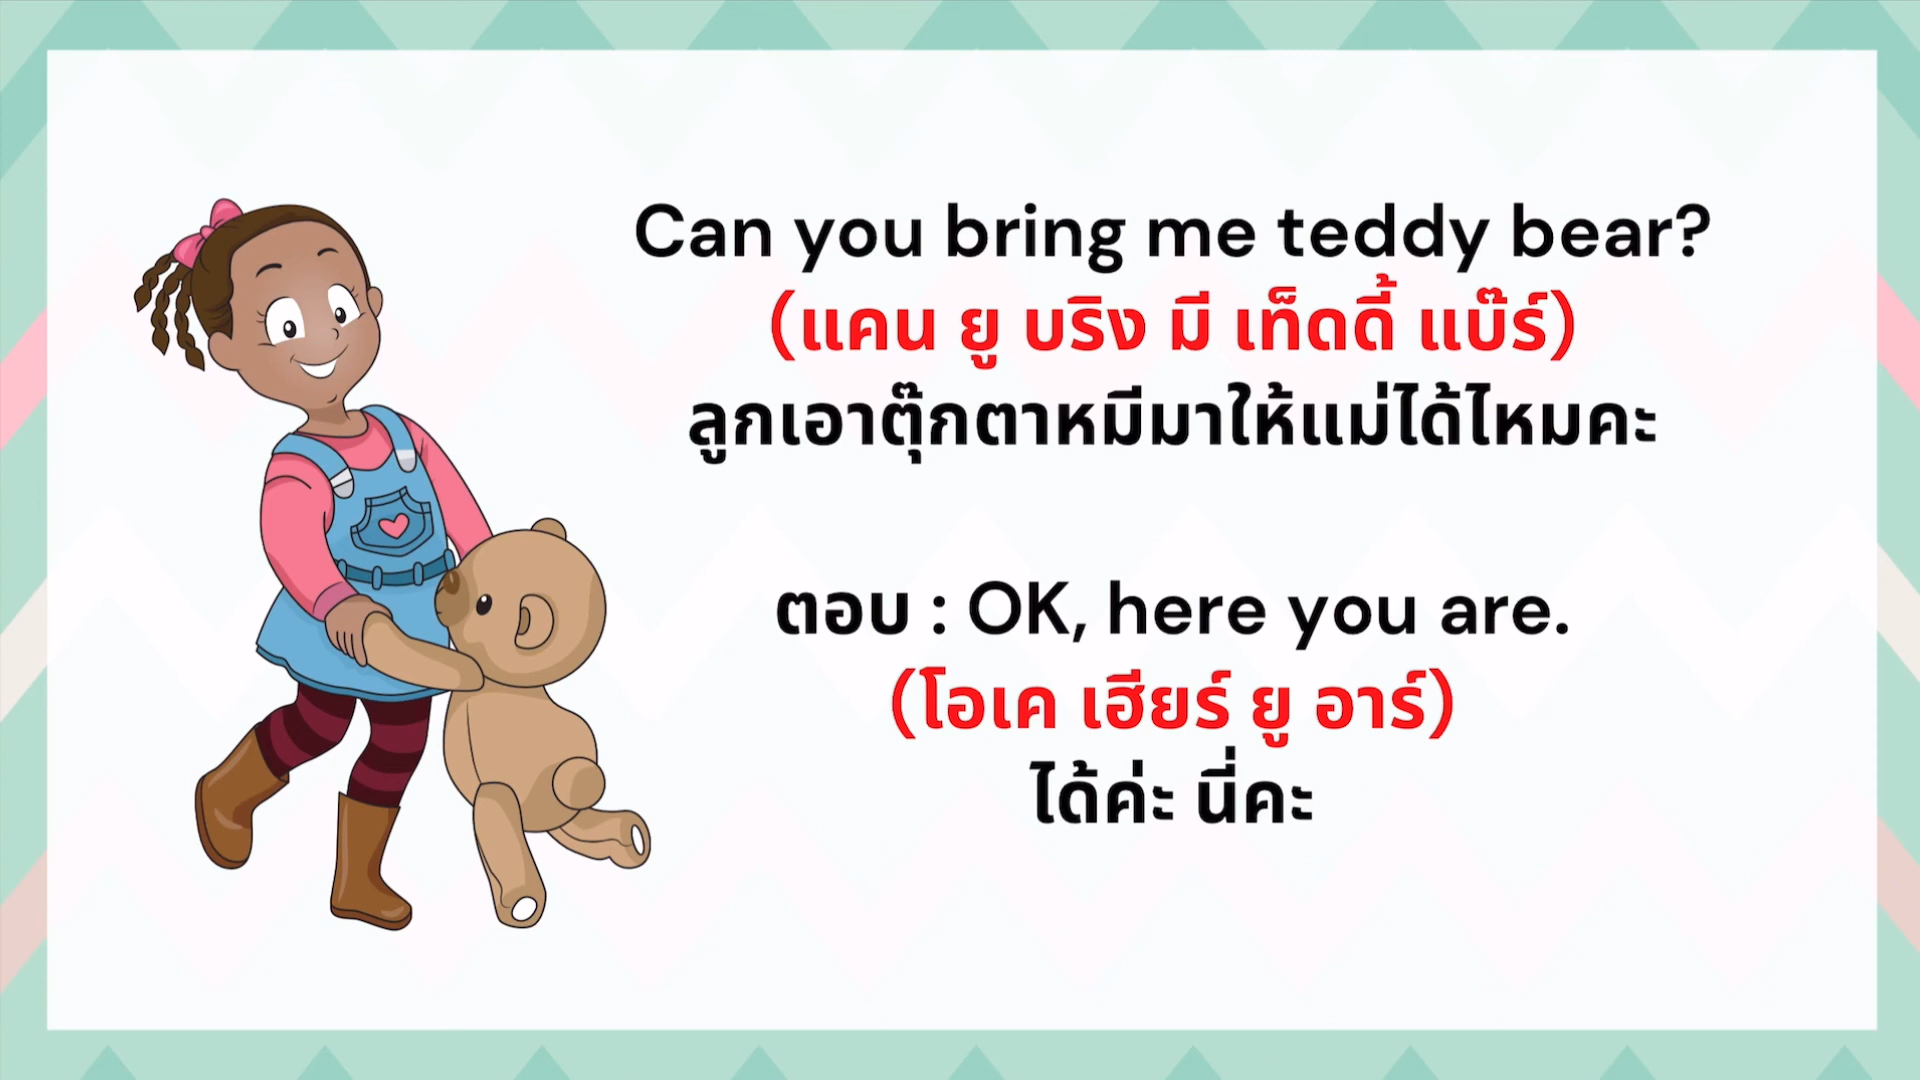 Can you bring me teddy bear?
(แคน ยู บริง มี เท็ดดี้ แบ๊ร์)
ลูกเอาตุ๊กตาหมีมาให้แม่ได้ไหมคะ
ตอบ : OK, here you are.
(โอเค เฮียร์ ยู อาร์)
ได้ค่ะ นี่คะ